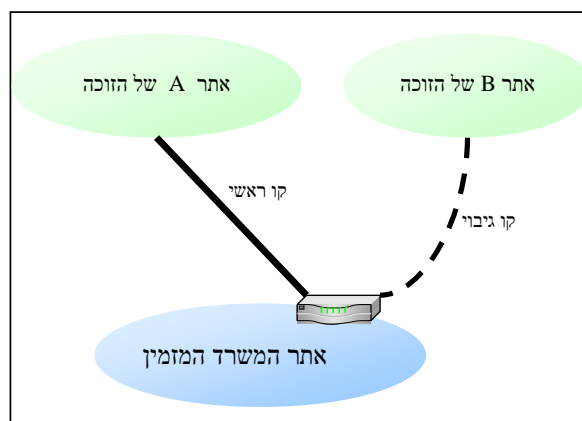 אתר A של הזוכה
אתר B של הזוכה
קו ראשי
קו גיבוי
אתר המשרד המזמין